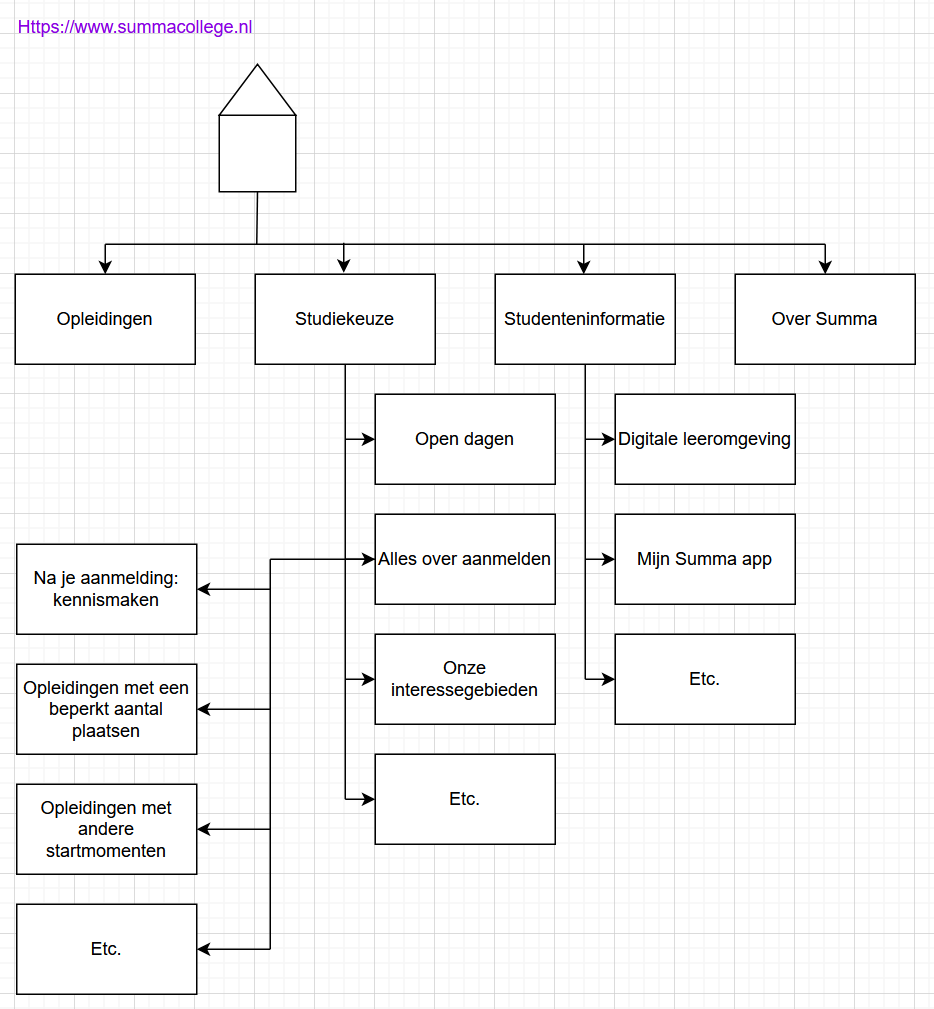 Https://www.summacollege.nl
Opleidingen
Studiekeuze
Studenteninformatie
Over Summa
Open dagen
Digitale leeromgeving
Alles over aanmelden
Mijn Summa app
Na je aanmelding:
kennismaken
Onze
interessegebieden
Etc.
Opleidingen met een
beperkt aantal
plaatsen
Etc.
Opleidingen met
andere
startmomenten
Etc.